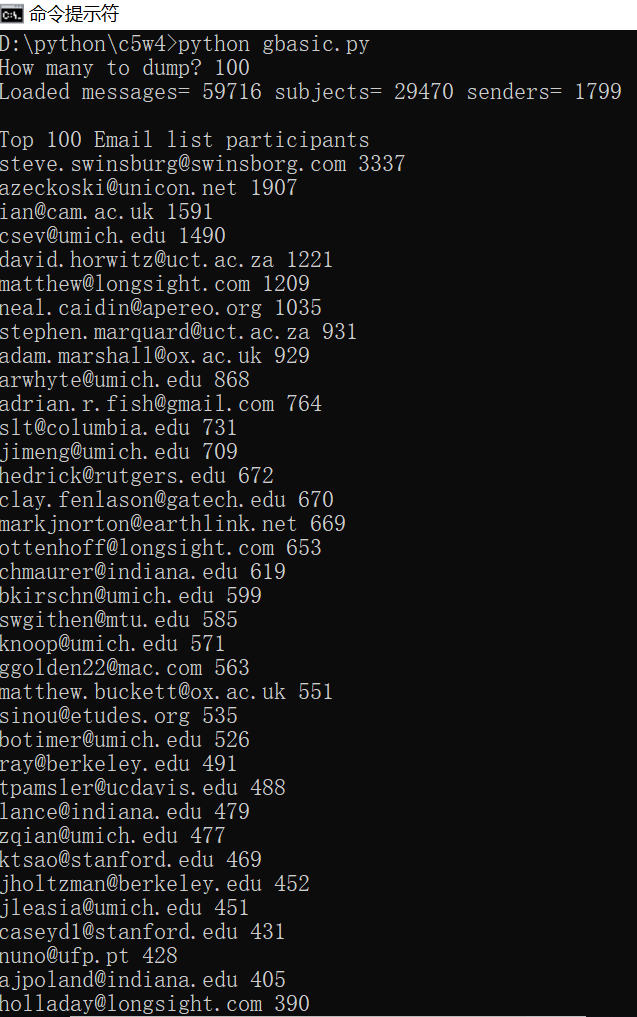 命令提示符
D:\python\c5w4>python gbasic.py
How many to dump? 100
Loaded messages= 59716 subjects= 29470 senders= 1799
Top 100 Email list participants
steve.swinsburg@swinsborg.com 3337
azeckoski@unicon.net 1907
ian@cam.ac.uk 1591
csev@umich.edu 1490
david.horwitz@uct.ac.za 1221
matthew@longsight.com 1209
neal.caidin@apereo.org 1035
stephen.marquard@uct.ac.za 931
adam.marshall@ox.ac.uk 929
arwhyte@umich.edu 868
adrian.r.fish@gmail.com 764
slt@columbia.edu 731
jimeng@umich.edu 709
hedrick@rutgers.edu 672
clay.fenlason@gatech.edu 670
markjnorton@earthlink.net 669
ottenhoff@longsight.com 653
chmaurer@indiana.edu 619
bkirschn@umich.edu 599
swgithen@mtu.edu 585
knoop@umich.edu 571
ggolden22@mac.com 563
matthew.buckett@ox.ac.uk 551
sinou@etudes.org 535
botimer@umich.edu 526
ray@berkeley.edu 491
tpamsler@ucdavis.edu 488
lance@indiana.edu 479
zqian@umich.edu 477
ktsao@stanford.edu 469
jholtzman@berkeley.edu 452
jleasia@umich.edu 451
caseyd1@stanford.edu 431
nuno@ufp.pt 428
ajpoland@indiana.edu 405
holladay@longsight.com 390